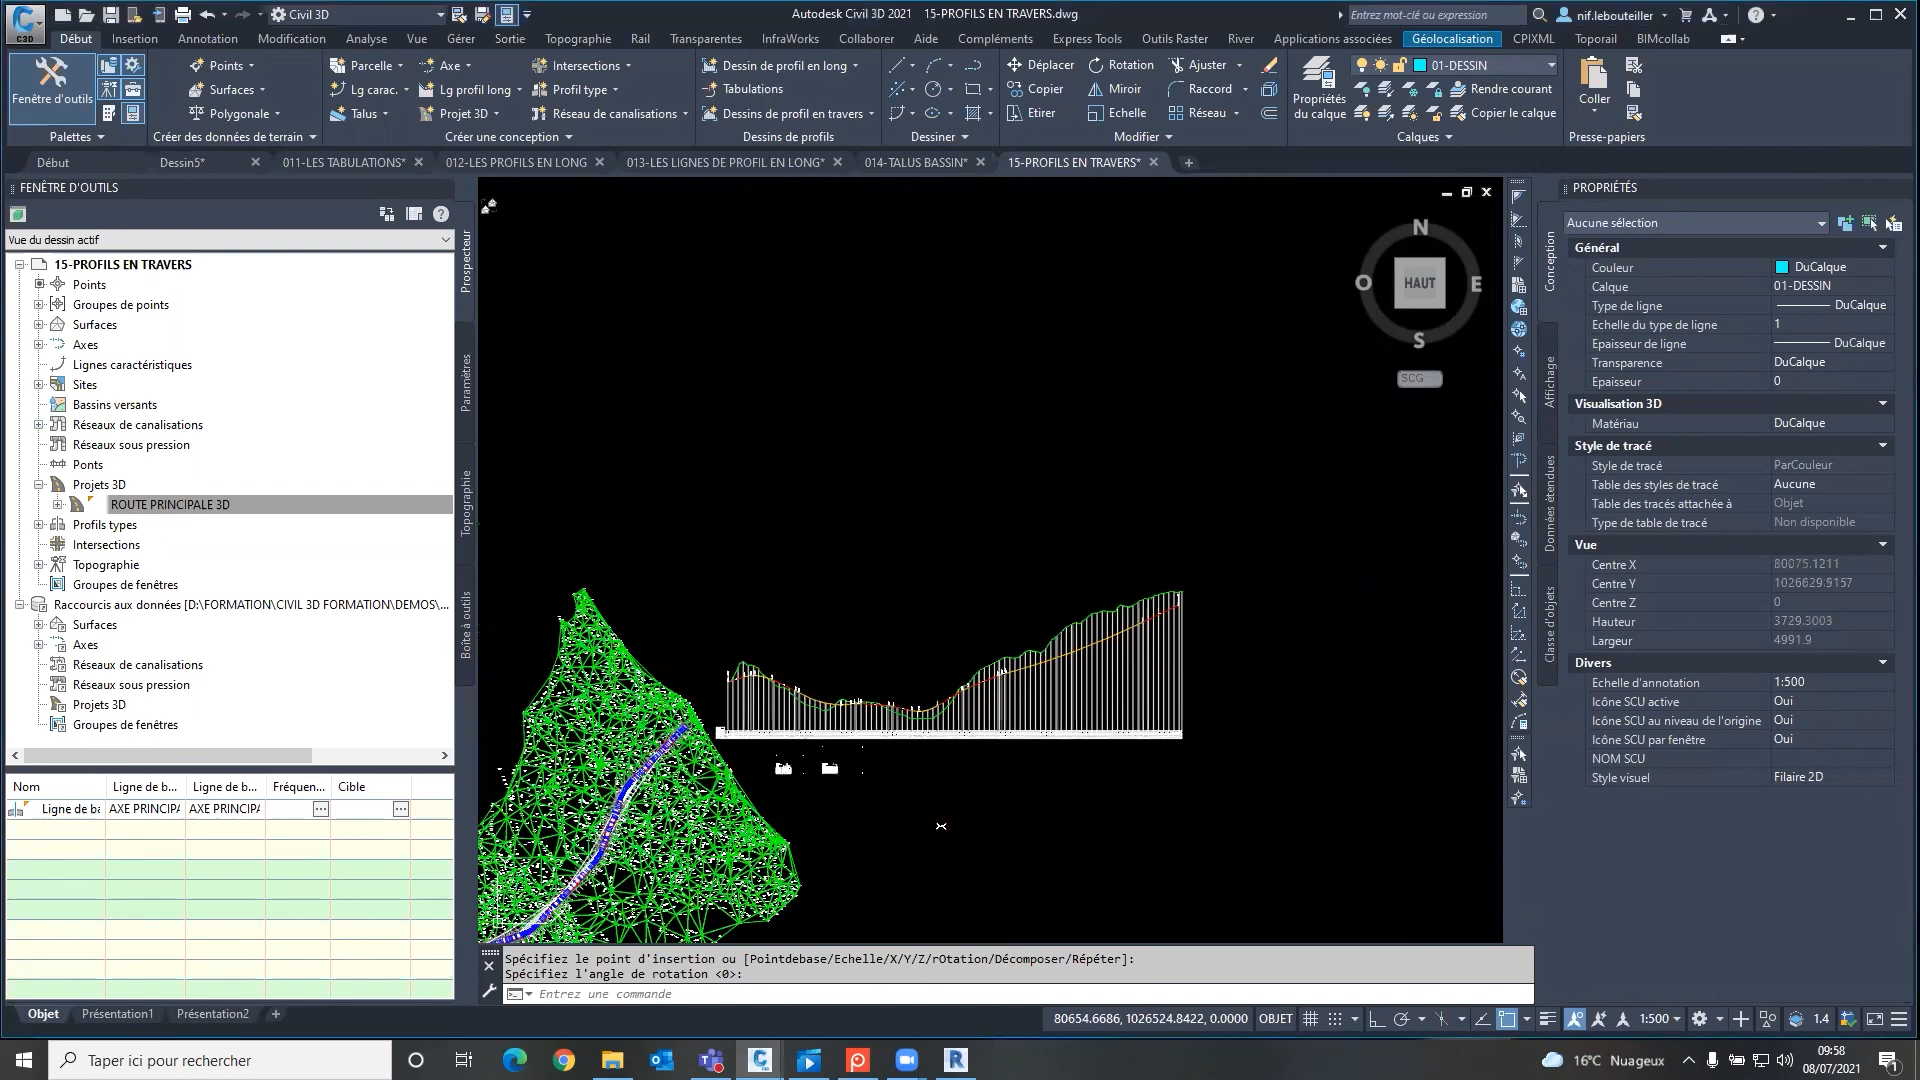 C3D
Civil 3D
Autodesk Civil 3D 2021 15-PROFILS EN TRAVERS.dwg
Entrez mot-clé ou expression
nif.lebouteiller
Début Insertion Annotation Modification Analyse Vue Gérer Sortie Topographie Rail Transparentes InfraWorks Collaborer Aide Compléments Express Tools Outils Raster River Applications associées Géolocalisation CPIXML Toporail BIMcollab
Fenêtre d'outils
Points
Surfaces
Polygonale
Parcelle
Lg carac.
Talus
Axe
Lg profil long
Projet 3D
Intersections
Profil type
Réseau de canalisations
Dessin de profil en long
Tabulations
Dessins de profil en travers
Déplacer
Copier
Etirer
Rotation
Miroir
Echelle
Ajuster
Raccord
Réseau
Propriétés
du calque
01-DESSIN
Rendre courant
Copier le calque
Coller
Palettes Créer des données de terrain Créer une conception Dessins de profils Dessiner Modifier Calques Presse-papiers
Début Dessin5* 011-LES TABULATIONS* 012-LES PROFILS EN LONG 013-LES LIGNES DE PROFIL EN LONG* 014-TALUS BASSIN* 15-PROFILS EN TRAVERS*
FENÊTRE D'OUTILS
Vue du dessin actif
15-PROFILS EN TRAVERS
Points
Groupes de points
Surfaces
Axes
Lignes caractéristiques
Sites
Bassins versants
Réseaux de canalisations
Réseaux sous pression
Ponts
Projets 3D
ROUTE PRINCIPALE 3D
Profils types
Intersections
Topographie
Groupes de fenêtres
Raccourcis aux données [D:\FORMATION\CIVIL 3D FORMATION\DEMOS\...
Surfaces
Axes
Réseaux de canalisations
Réseaux sous pression
Projets 3D
Groupes de fenêtres
Prospecteur
Paramètres
Topographie
Boîte à outils
Nom Ligne de b... Ligne de b... Fréquen... Cible
Ligne de ba AXE PRINCIPA AXE PRINCIPA
N
O HAUT E
S
SCG
Spécifiez le point d'insertion ou [Pointdebase/Echelle/X/Y/Z/rOtation/Décomposer/Répéter]:
Spécifiez l'angle de rotation <0>:
Entrez une commande
PROPRIÉTÉS
Conception
Affichage
Données étendues
Classe d'objets
Aucune sélection
Général
Couleur DuCalque
Calque 01-DESSIN
Type de ligne DuCalque
Echelle du type de ligne 1
Epaisseur de ligne DuCalque
Transparence DuCalque
Epaisseur 0
Visualisation 3D
Matériau DuCalque
Style de tracé
Style de tracé ParCouleur
Table des styles de tracé Aucune
Table des tracés attachée à Objet
Type de table de tracé Non disponible
Vue
Centre X 80075.1211
Centre Y 1026629.9157
Centre Z 0
Hauteur 3729.3003
Largeur 4991.9
Divers
Echelle d'annotation 1:500
Icône SCU active Oui
Icône SCU au niveau de l'origine Oui
Icône SCU par fenêtre Oui
NOM SCU
Style visuel Filaire 2D
Objet Présentation1 Présentation2
80654.6686, 1026524.8422, 0.0000 OBJET 1:500 1.4
Taper ici pour rechercher
16°C Nuageux
09:58
08/07/2021
1